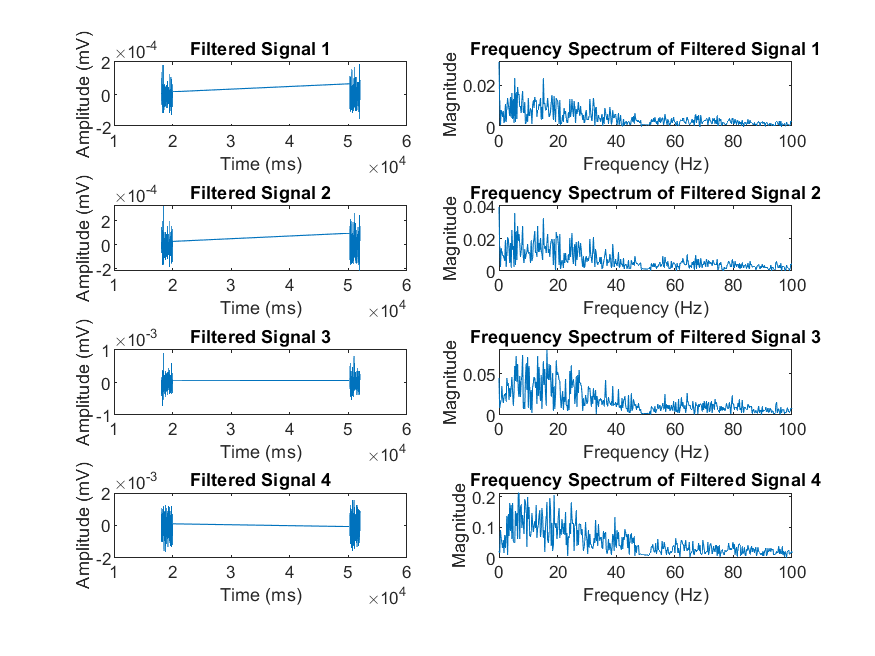 Filtered Signal 1
×10-4
Amplitude (mV)
2
0
-2
1 2 3 4 5 6
Time (ms)
×104
Frequency Spectrum of Filtered Signal 1
Magnitude
0.02
0
0 20 40 60 80 100
Frequency (Hz)
Filtered Signal 2
×10-4
Amplitude (mV)
2
0
-2
1 2 3 4 5 6
Time (ms)
×104
Frequency Spectrum of Filtered Signal 2
Magnitude
0.04
0.02
0
0 20 40 60 80 100
Frequency (Hz)
Filtered Signal 3
×10-3
Amplitude (mV)
1
0
-1
1 2 3 4 5 6
Time (ms)
×104
Frequency Spectrum of Filtered Signal 3
Magnitude
0.05
0
0 20 40 60 80 100
Frequency (Hz)
Filtered Signal 4
×10-3
Amplitude (mV)
2
0
-2
1 2 3 4 5 6
Time (ms)
×104
Frequency Spectrum of Filtered Signal 4
Magnitude
0.2
0.1
0
0 20 40 60 80 100
Frequency (Hz)